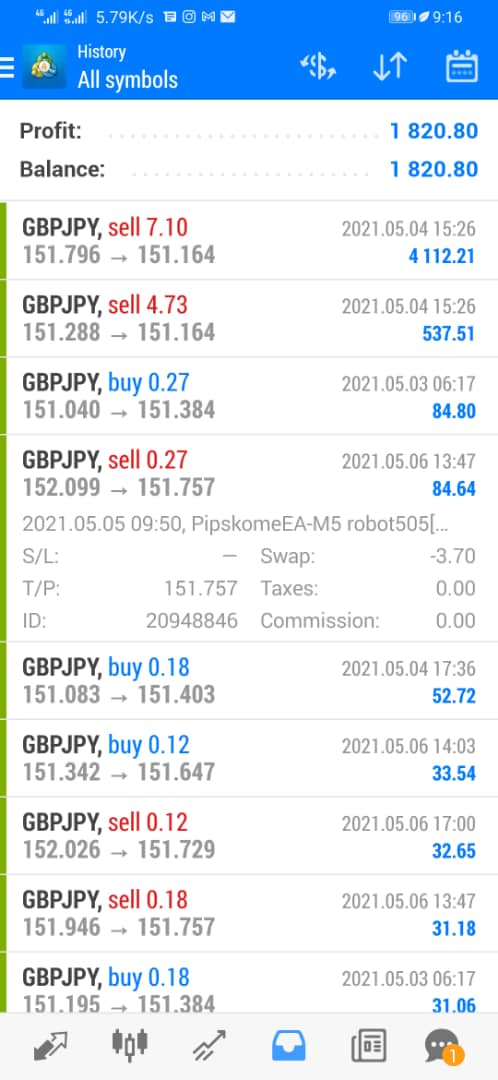 4G 4G 5.79K/s 96 9:16
History
All symbols
Profit: 1 820.80
Balance: 1 820.80
GBPJPY, sell 7.10 2021.05.04 15:26
151.796 → 151.164 4 112.21
GBPJPY, sell 4.73 2021.05.04 15:26
151.288 → 151.164 537.51
GBPJPY, buy 0.27 2021.05.03 06:17
151.040 → 151.384 84.80
GBPJPY, sell 0.27 2021.05.06 13:47
152.099 → 151.757 84.64
2021.05.05 09:50, PipskomeEA-M5 robot505[...
S/L: — Swap: -3.70
T/P: 151.757 Taxes: 0.00
ID: 20948846 Commission: 0.00
GBPJPY, buy 0.18 2021.05.04 17:36
151.083 → 151.403 52.72
GBPJPY, buy 0.12 2021.05.06 14:03
151.342 → 151.647 33.54
GBPJPY, sell 0.12 2021.05.06 17:00
152.026 → 151.729 32.65
GBPJPY, sell 0.18 2021.05.06 13:47
151.946 → 151.757 31.18
GBPJPY, buy 0.18 2021.05.03 06:17
151.195 → 151.384 31.06
1